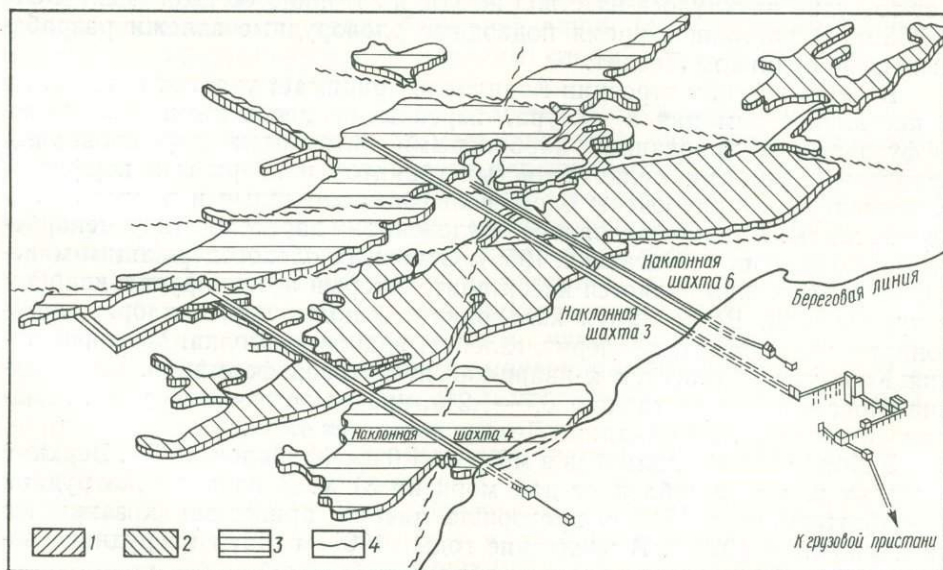 Наклонная
шахта 6
Береговая линия
Наклонная
шахта 3
Наклонная шахта 4
1 2 3 4
К грузовой пристани